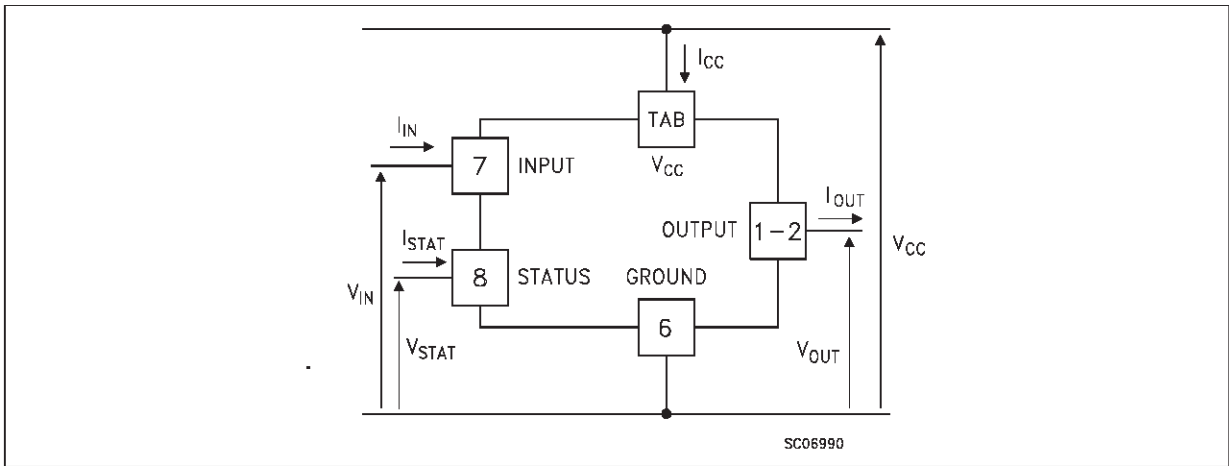 I_CC
TAB
V_CC
I_IN
7 INPUT
I_OUT
OUTPUT 1-2
V_CC
I_STAT
8 STATUS
GROUND
6
V_IN
V_STAT
V_OUT
SC06990